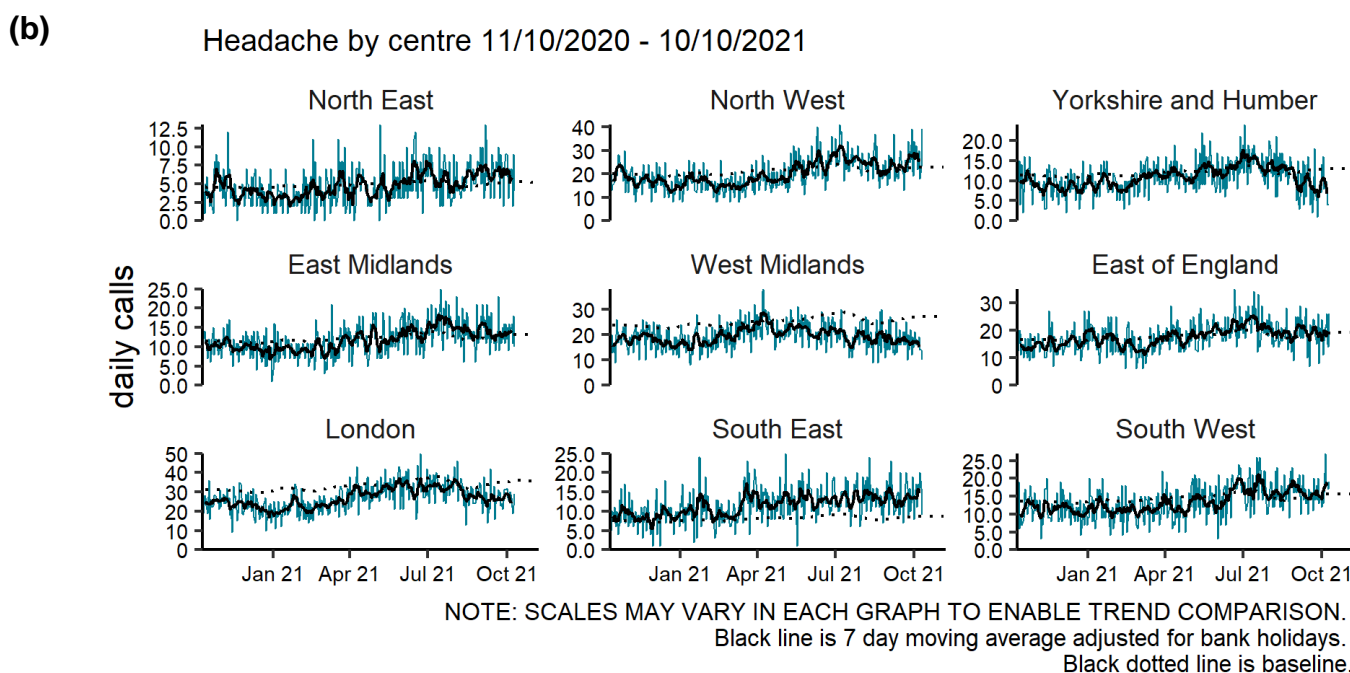 (b)
Headache by centre 11/10/2020 - 10/10/2021
North East
12.5
10.0
7.5
5.0
2.5
0.0
North West
40
30
20
10
0
Yorkshire and Humber
20.0
15.0
10.0
5.0
0.0
daily calls
East Midlands
25.0
20.0
15.0
10.0
5.0
0.0
West Midlands
30
20
10
0
East of England
30
20
10
0
London
50
40
30
20
10
0
Jan 21 Apr 21 Jul 21 Oct 21
South East
25.0
20.0
15.0
10.0
5.0
0.0
Jan 21 Apr 21 Jul 21 Oct 21
South West
25.0
20.0
15.0
10.0
5.0
0.0
Jan 21 Apr 21 Jul 21 Oct 21
NOTE: SCALES MAY VARY IN EACH GRAPH TO ENABLE TREND COMPARISON.
Black line is 7 day moving average adjusted for bank holidays.
Black dotted line is baseline.